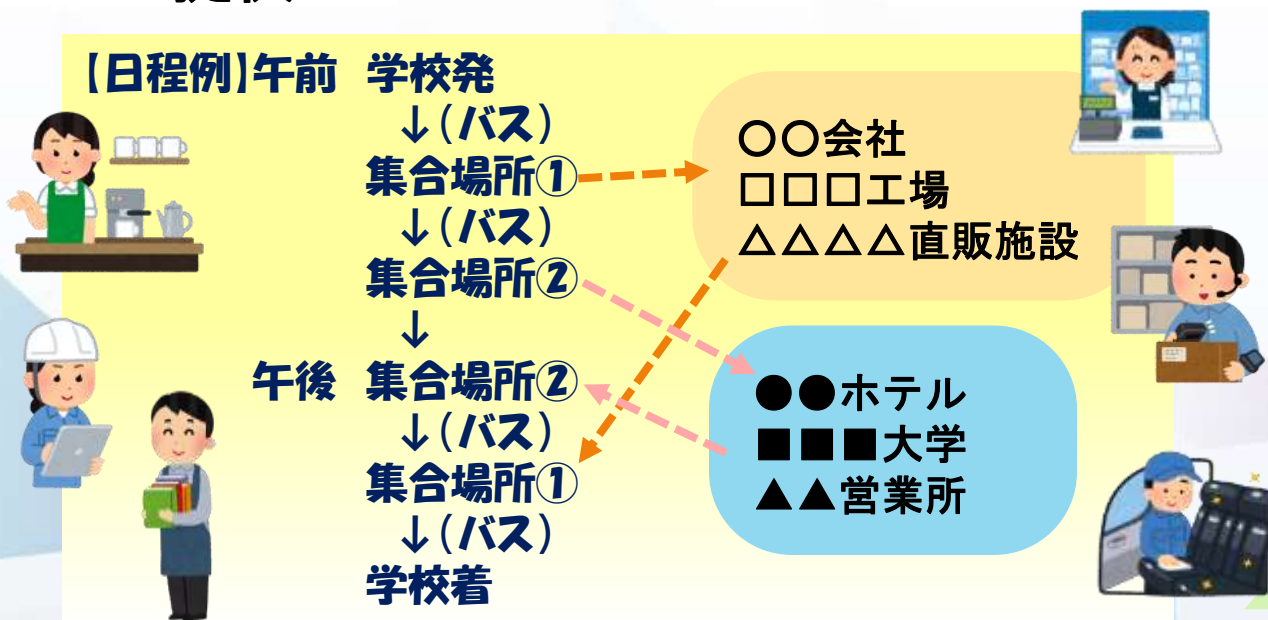 【日程例】午前 学校発
↓(バス)
集合場所①
↓(バス)
集合場所②
↓
午後 集合場所②
↓(バス)
集合場所①
↓(バス)
学校着
〇〇会社
□□□工場
△△△△直販施設
●●ホテル
■■■大学
▲▲営業所